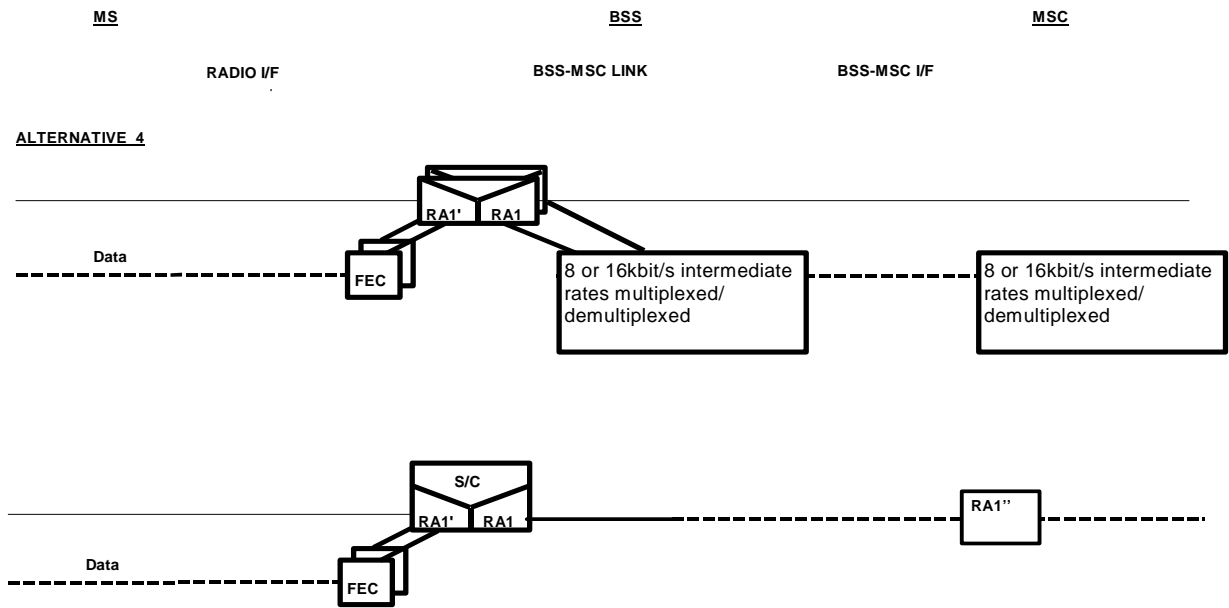 MS BSS MSC
RADIO I/F BSS-MSC LINK BSS-MSC I/F
ALTERNATIVE 4
RA1' RA1
Data
FEC
8 or 16kbit/s intermediate
rates multiplexed/
demultiplexed
8 or 16kbit/s intermediate
rates multiplexed/
demultiplexed
S/C
RA1' RA1
RA1’’
Data
FEC